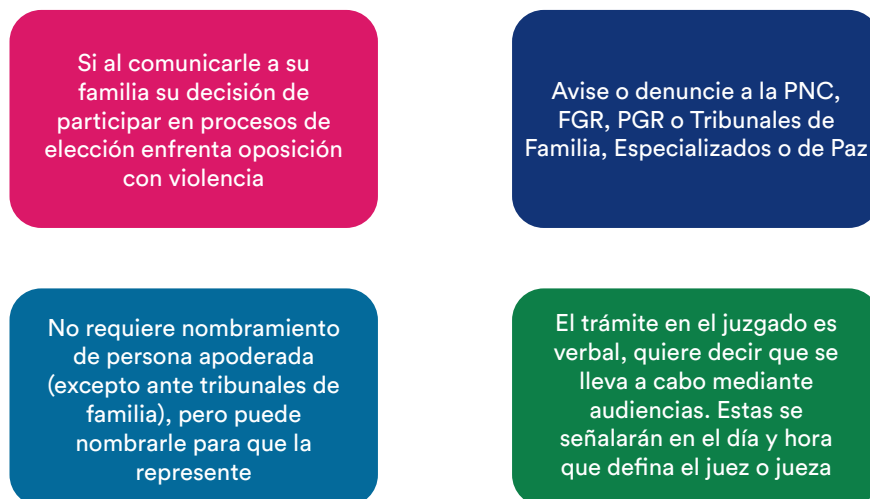 Si al comunicarle a su
familia su decisión de
participar en procesos de
elección enfrenta oposición
con violencia
Avise o denuncie a la PNC,
FGR, PGR o Tribunales de
Familia, Especializados o de Paz
No requiere nombramiento
de persona apoderada
(excepto ante tribunales de
familia), pero puede
nombrarle para que la
represente
El trámite en el juzgado es
verbal, quiere decir que se
lleva a cabo mediante
audiencias. Estas se
señalarán en el día y hora
que defina el juez o jueza